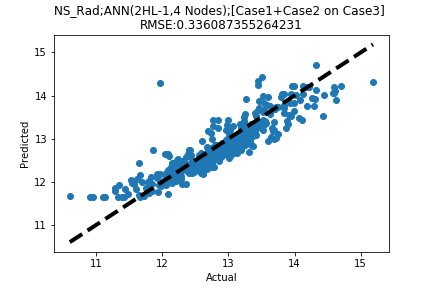 NS_Rad;ANN(2HL-1,4 Nodes);[Case1+Case2 on Case3]
RMSE:0.336087355264231
15
14
13
12
11
Predicted
11
12
13
14
15
Actual